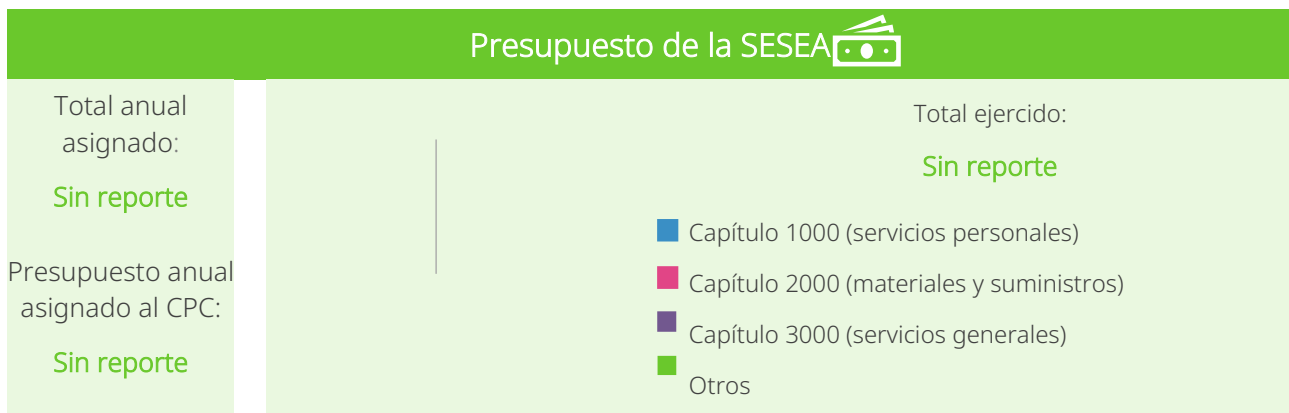 Presupuesto de la SESEA
Total anual
asignado:
Sin reporte
Presupuesto anual
asignado al CPC:
Sin reporte
Total ejercido:
Sin reporte
Capítulo 1000 (servicios personales)
Capítulo 2000 (materiales y suministros)
Capítulo 3000 (servicios generales)
Otros